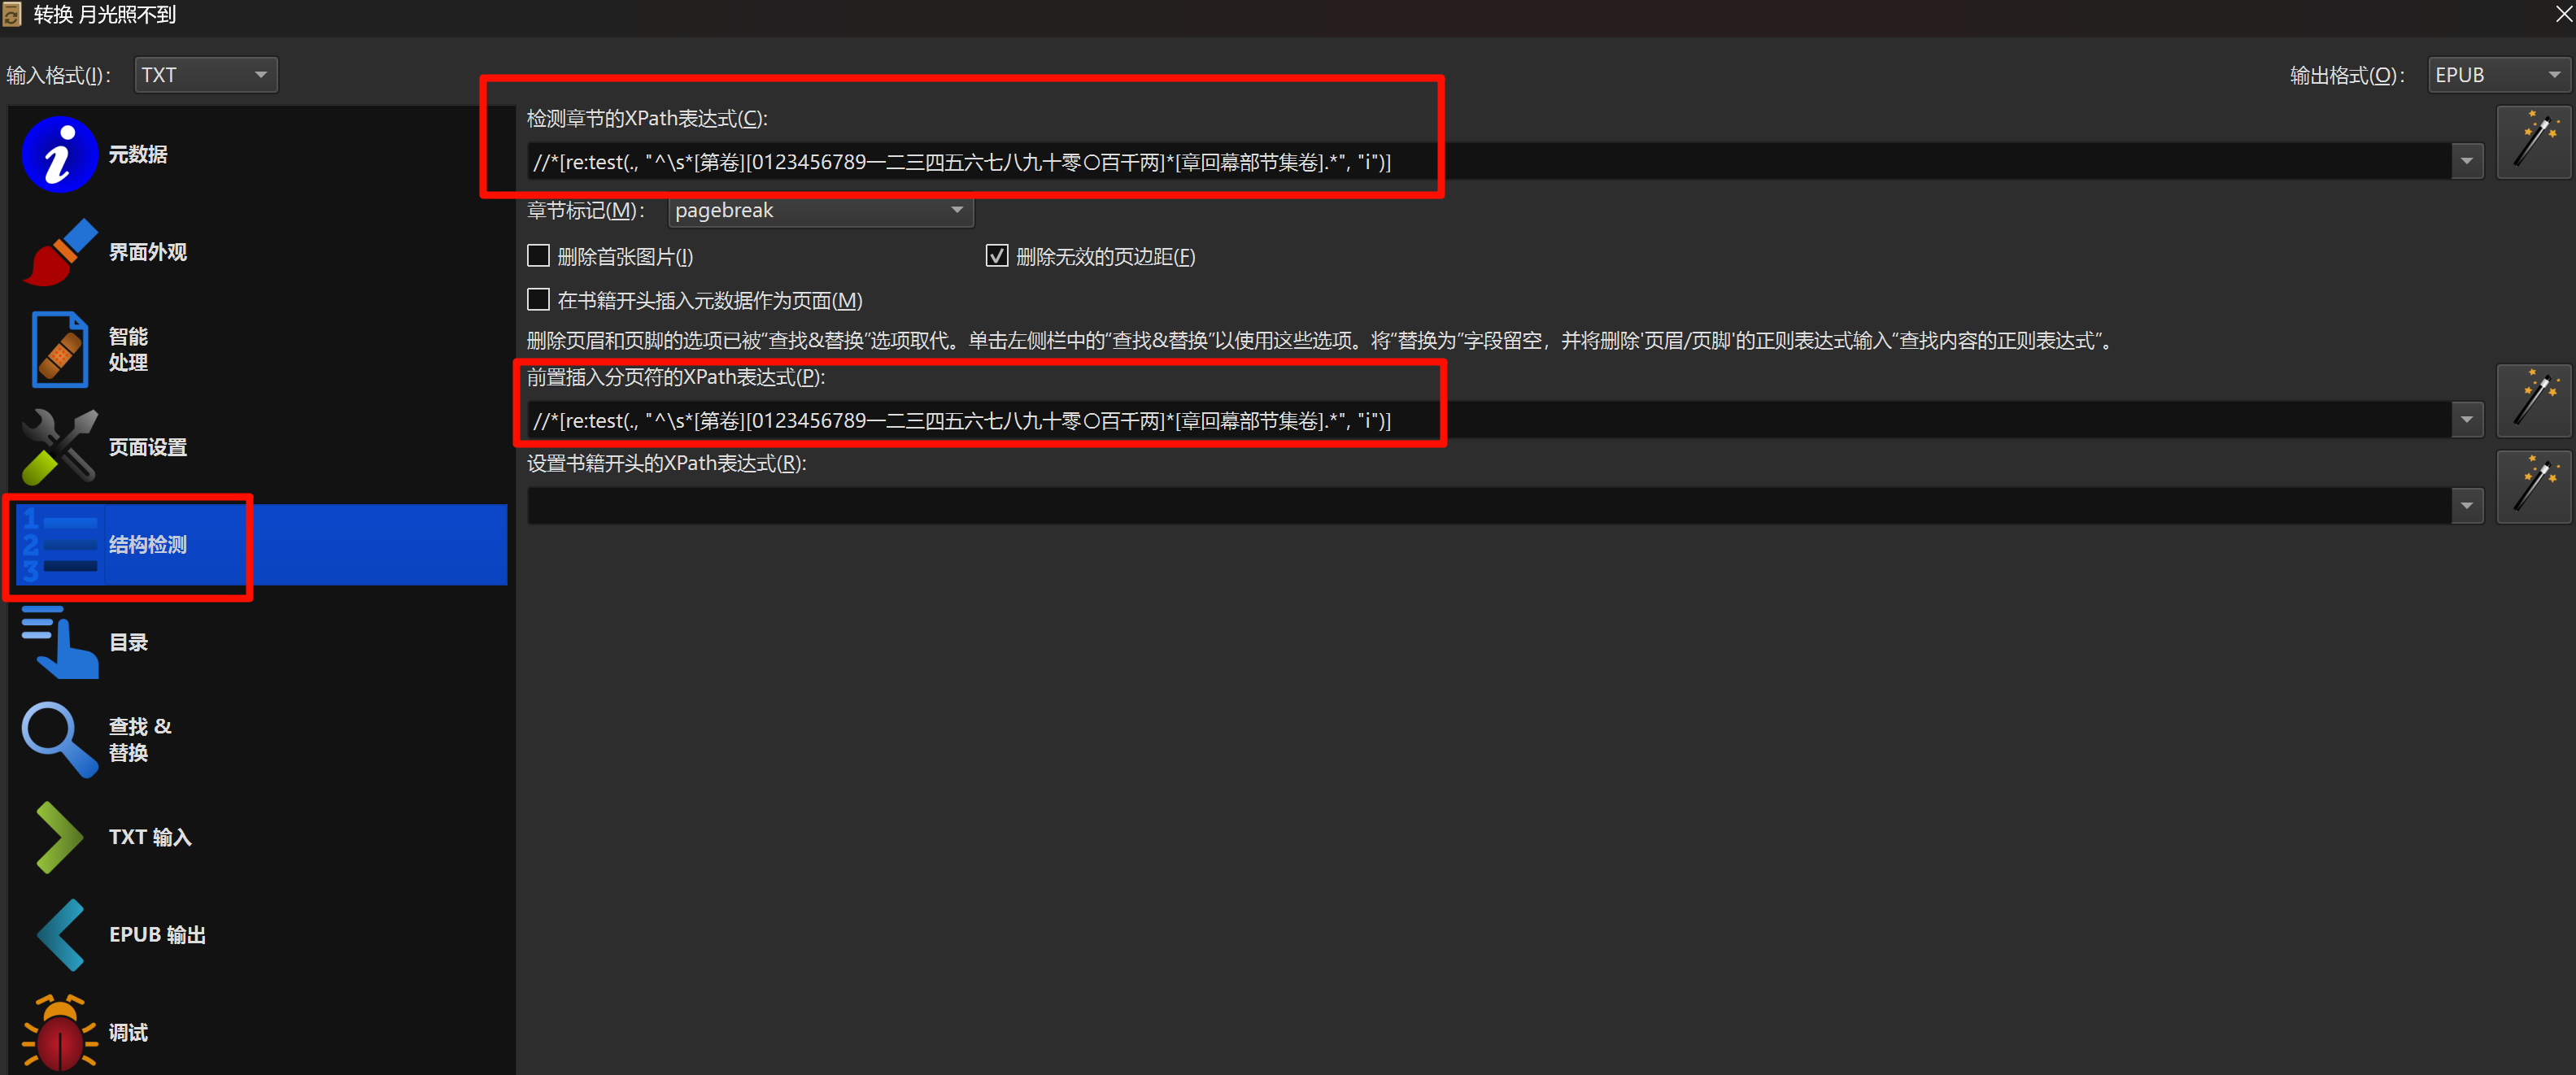 转换 月光照不到
输入格式(I)： TXT
输出格式(O)： EPUB
元数据
界面外观
智能
处理
页面设置
结构检测
目录
查找 &
替换
TXT 输入
EPUB 输出
调试
检测章节的XPath表达式(C):
//*[re:test(., "^\s*[第卷][0123456789一二三四五六七八九十零〇百千两]*[章回幕部节集卷].*", "i")]
章节标记(M)： pagebreak
删除首张图片(I) 删除无效的页边距(F)
在书籍开头插入元数据作为页面(M)
删除页眉和页脚的选项已被“查找&替换”选项取代。单击左侧栏中的“查找&替换”以使用这些选项。将“替换为”字段留空，并将删除'页眉/页脚'的正则表达式输入“查找内容的正则表达式”。
前置插入分页符的XPath表达式(P):
//*[re:test(., "^\s*[第卷][0123456789一二三四五六七八九十零〇百千两]*[章回幕部节集卷].*", "i")]
设置书籍开头的XPath表达式(R):